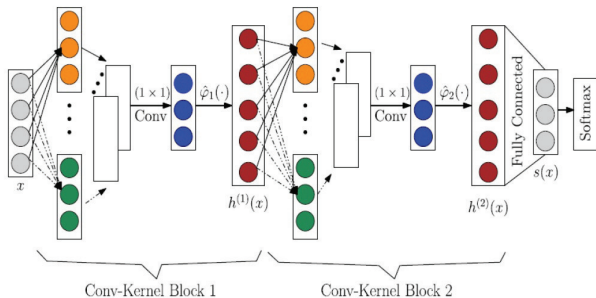 x
(1 × 1)
Conv
φ̂₁(·)
h⁽¹⁾(x)
(1 × 1)
Conv
φ̂₂(·)
h⁽²⁾(x)
Fully Connected
s(x)
Softmax
Conv-Kernel Block 1
Conv-Kernel Block 2